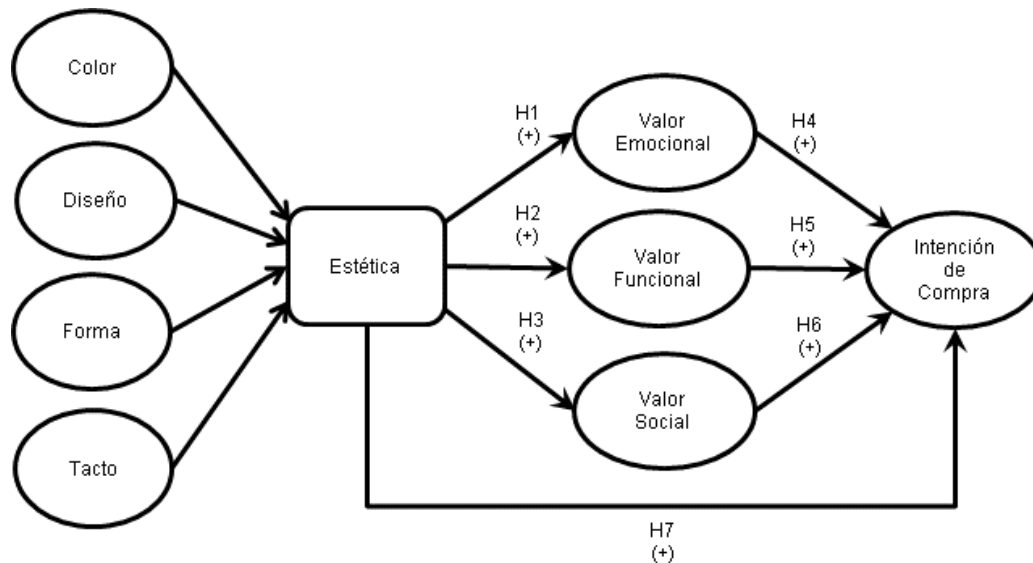 Color
Diseño
Forma
Tacto
Estética
H1
(+)
H2
(+)
H3
(+)
Valor
Emocional
Valor
Funcional
Valor
Social
H4
(+)
H5
(+)
H6
(+)
Intención
de
Compra
H7
(+)